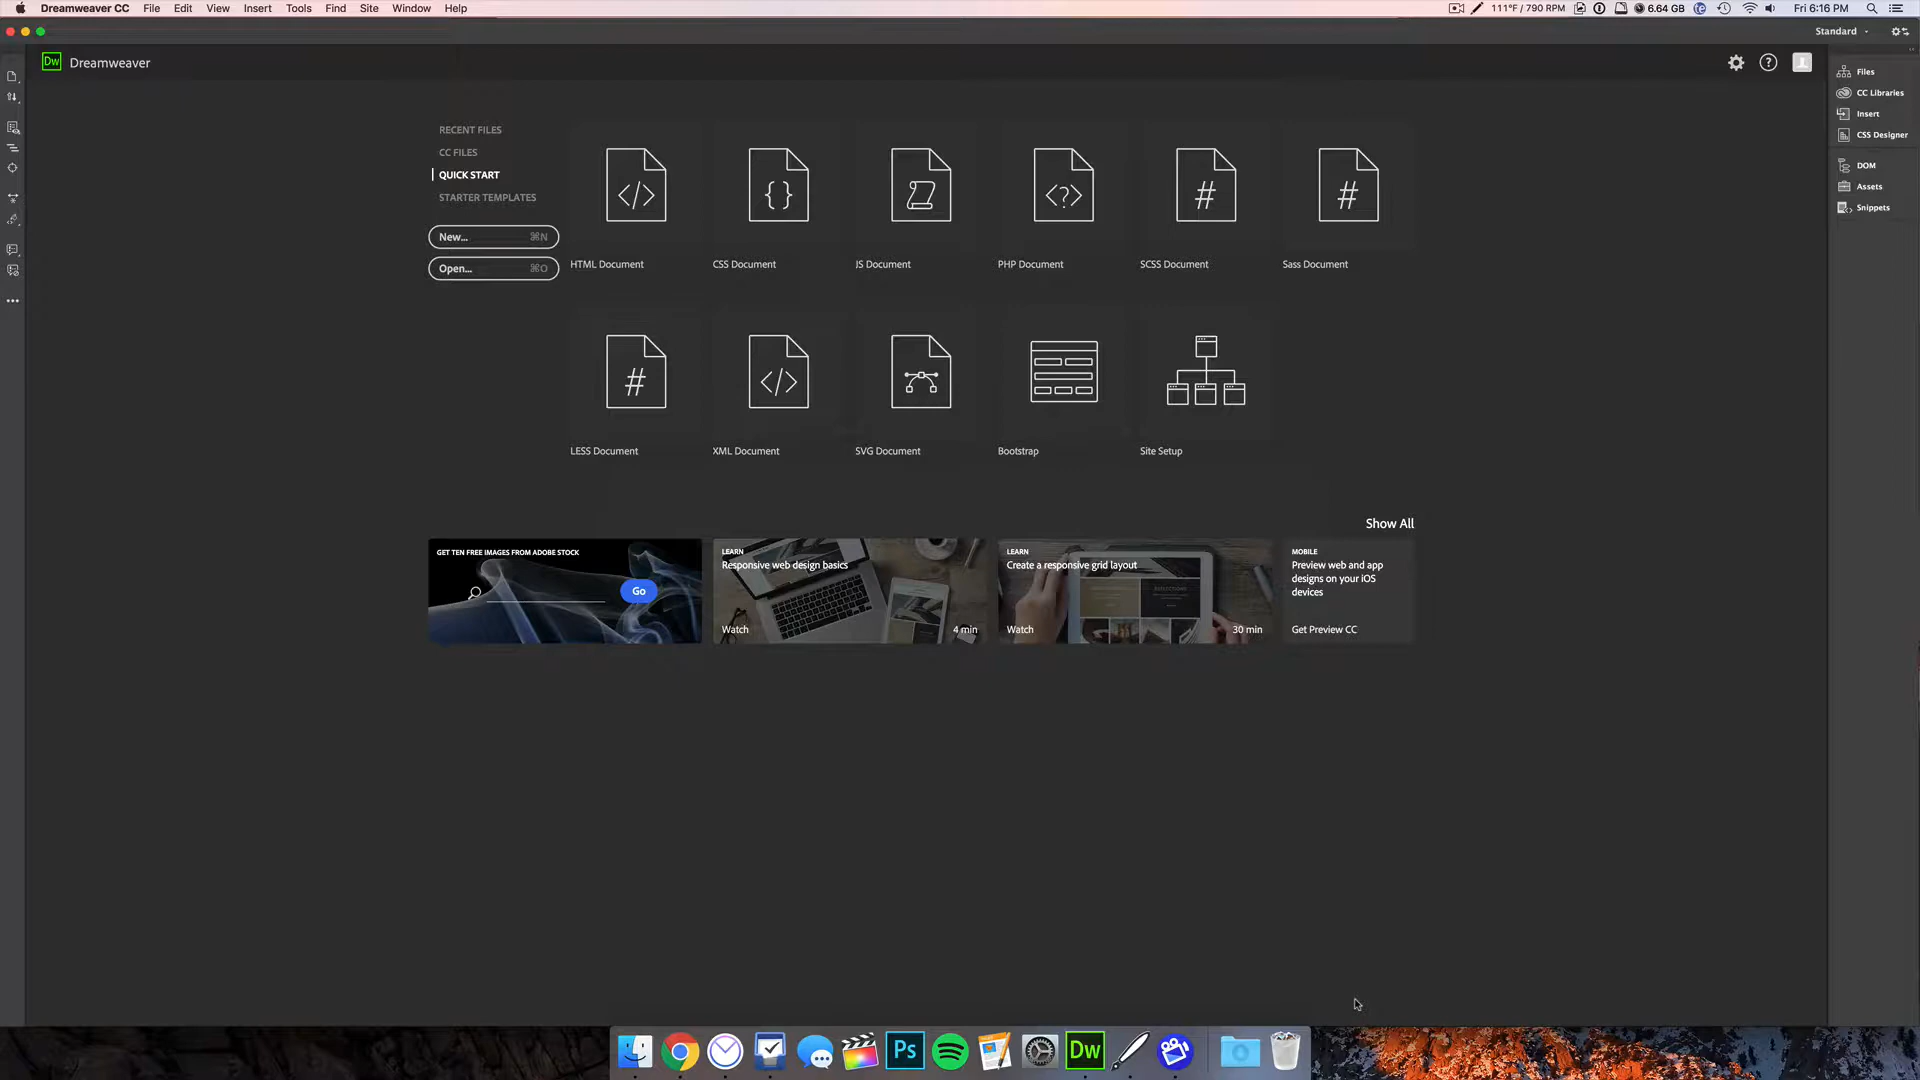 Dreamweaver CC File Edit View Insert Tools Find Site Window Help
111°F / 790 RPM 6.64 GB Fri 6:16 PM
Standard
Dw Dreamweaver
Files
CC Libraries
Insert
CSS Designer
DOM
Assets
Snippets
RECENT FILES
CC FILES
QUICK START
STARTER TEMPLATES
New... ⌘N
Open... ⌘O
</> {} <?> # #
HTML Document CSS Document JS Document PHP Document SCSS Document Sass Document
# </>
LESS Document XML Document SVG Document Bootstrap Site Setup
Show All
GET TEN FREE IMAGES FROM ADOBE STOCK
Go
LEARN
Responsive web design basics
Watch 4 min
LEARN
Create a responsive grid layout
Watch 30 min
MOBILE
Preview web and app
designs on your iOS
devices
Get Preview CC
Ps Dw